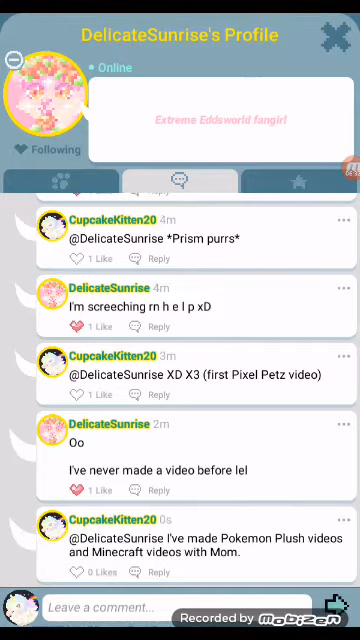 DelicateSunrise's Profile
Online
Extreme Eddsworld fangirl
Following
Reply
CupcakeKitten20 4m
@DelicateSunrise *Prism purrs*
1 Like Reply
DelicateSunrise 4m
I'm screeching rn h e l p xD
1 Like Reply
CupcakeKitten20 3m
@DelicateSunrise XD X3 (first Pixel Petz video)
1 Like Reply
DelicateSunrise 2m
Oo
I've never made a video before lel
1 Like Reply
CupcakeKitten20 0s
@DelicateSunrise I've made Pokemon Plush videos
and Minecraft videos with Mom.
0 Likes Reply
Leave a comment...
Recorded by Mobizen